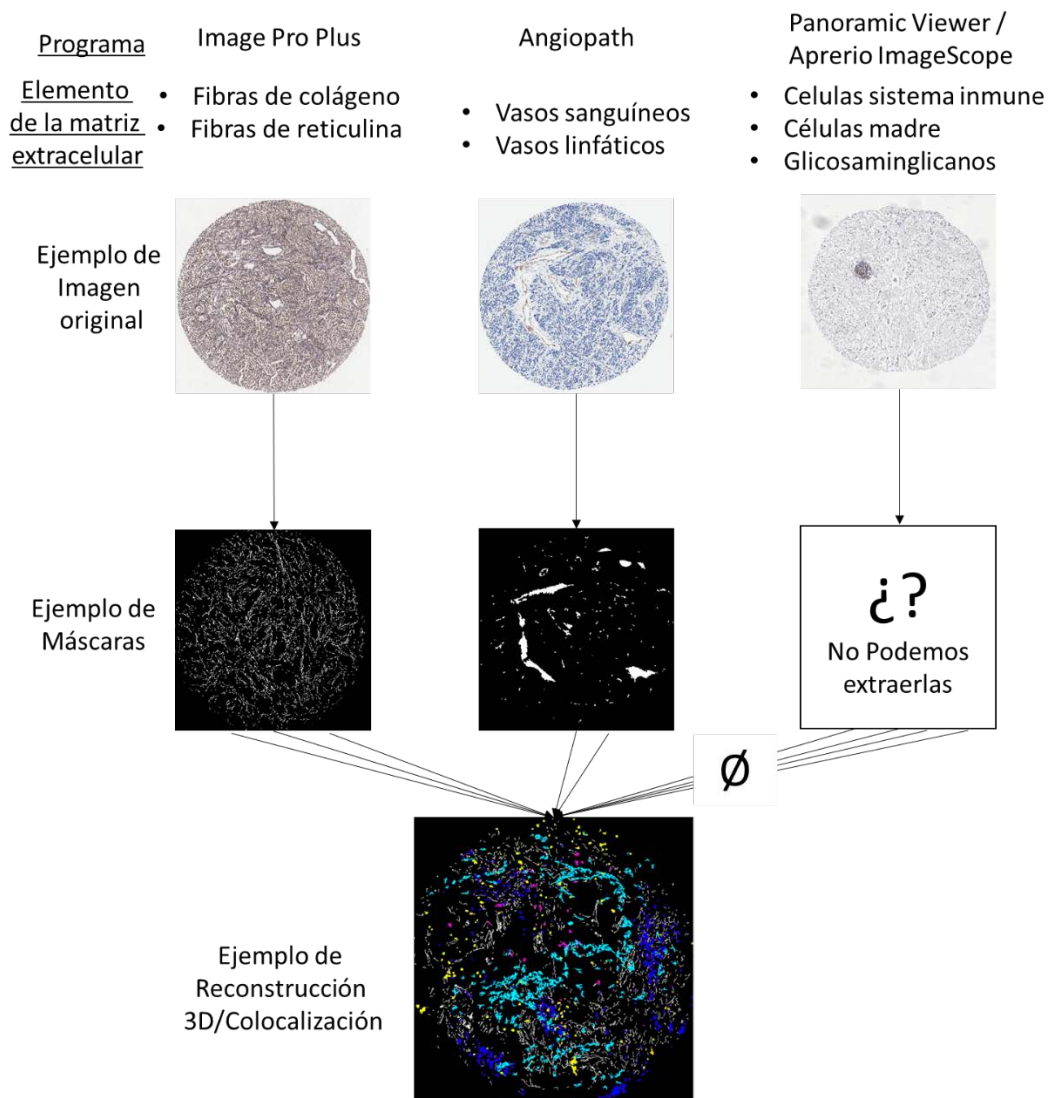 Programa
Image Pro Plus
Angiopath
Panoramic Viewer /
Aprerio ImageScope
Elemento
de la matriz
extracelular
• Fibras de colágeno
• Fibras de reticulina
• Vasos sanguíneos
• Vasos linfáticos
• Celulas sistema inmune
• Células madre
• Glicosaminglicanos
Ejemplo de
Imagen
original
Ejemplo de
Máscaras
¿?
No Podemos
extraerlas
Ø
Ejemplo de
Reconstrucción
3D/Colocalización